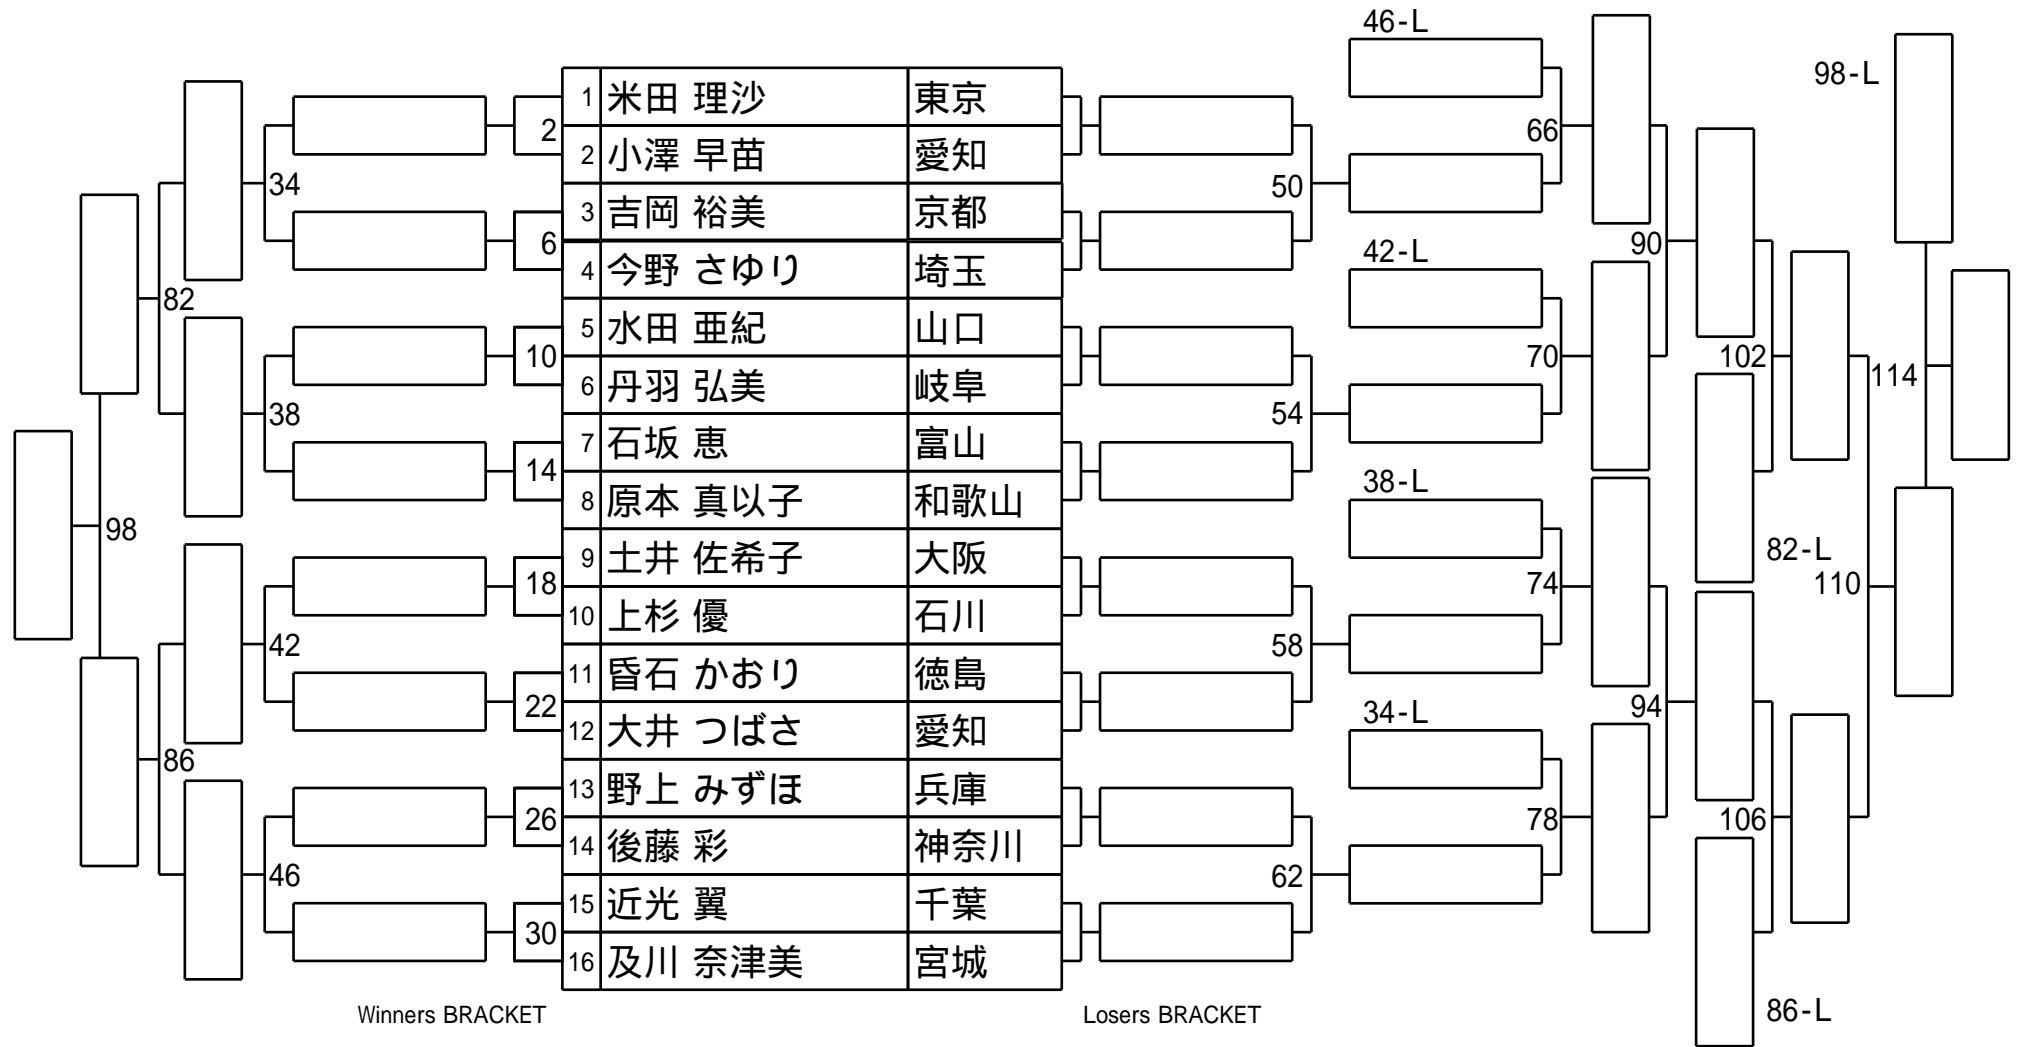 46-L
98-L
1 米田 理沙 東京
2
66
2 小澤 早苗 愛知
34
50
3 吉岡 裕美 京都
6
90
42-L
4 今野 さゆり 埼玉
82
5 水田 亜紀 山口
10
70
102
114
6 丹羽 弘美 岐阜
38
54
7 石坂 恵 富山
14
38-L
8 原本 真以子 和歌山
98
9 土井 佐希子 大阪
82-L
18
74
110
10 上杉 優 石川
42
58
11 昏石 かおり 徳島
22
94
34-L
12 大井 つばさ 愛知
86
13 野上 みずほ 兵庫
26
78
106
14 後藤 彩 神奈川
46
62
15 近光 翼 千葉
30
16 及川 奈津美 宮城
Winners BRACKET
Losers BRACKET
86-L